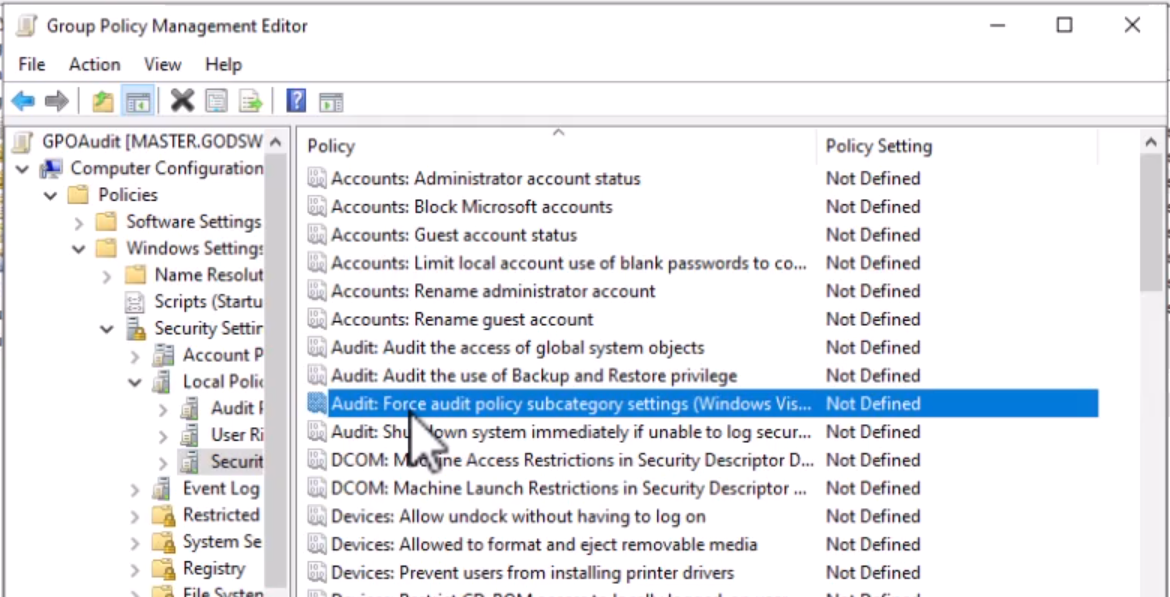 Group Policy Management Editor
File Action View Help
GPOAudit [MASTER.GODSW
Computer Configuration
Policies
Software Settings
Windows Setting
Name Resolut
Scripts (Startu
Security Settin
Account P
Local Polic
Audit P
User Ri
Securit
Event Log
Restricted
System Se
Registry
File System
Policy Policy Setting
Accounts: Administrator account status Not Defined
Accounts: Block Microsoft accounts Not Defined
Accounts: Guest account status Not Defined
Accounts: Limit local account use of blank passwords to co... Not Defined
Accounts: Rename administrator account Not Defined
Accounts: Rename guest account Not Defined
Audit: Audit the access of global system objects Not Defined
Audit: Audit the use of Backup and Restore privilege Not Defined
Audit: Force audit policy subcategory settings (Windows Vis... Not Defined
Audit: Shutdown system immediately if unable to log secur... Not Defined
DCOM: Machine Access Restrictions in Security Descriptor D... Not Defined
DCOM: Machine Launch Restrictions in Security Descriptor ... Not Defined
Devices: Allow undock without having to log on Not Defined
Devices: Allowed to format and eject removable media Not Defined
Devices: Prevent users from installing printer drivers Not Defined